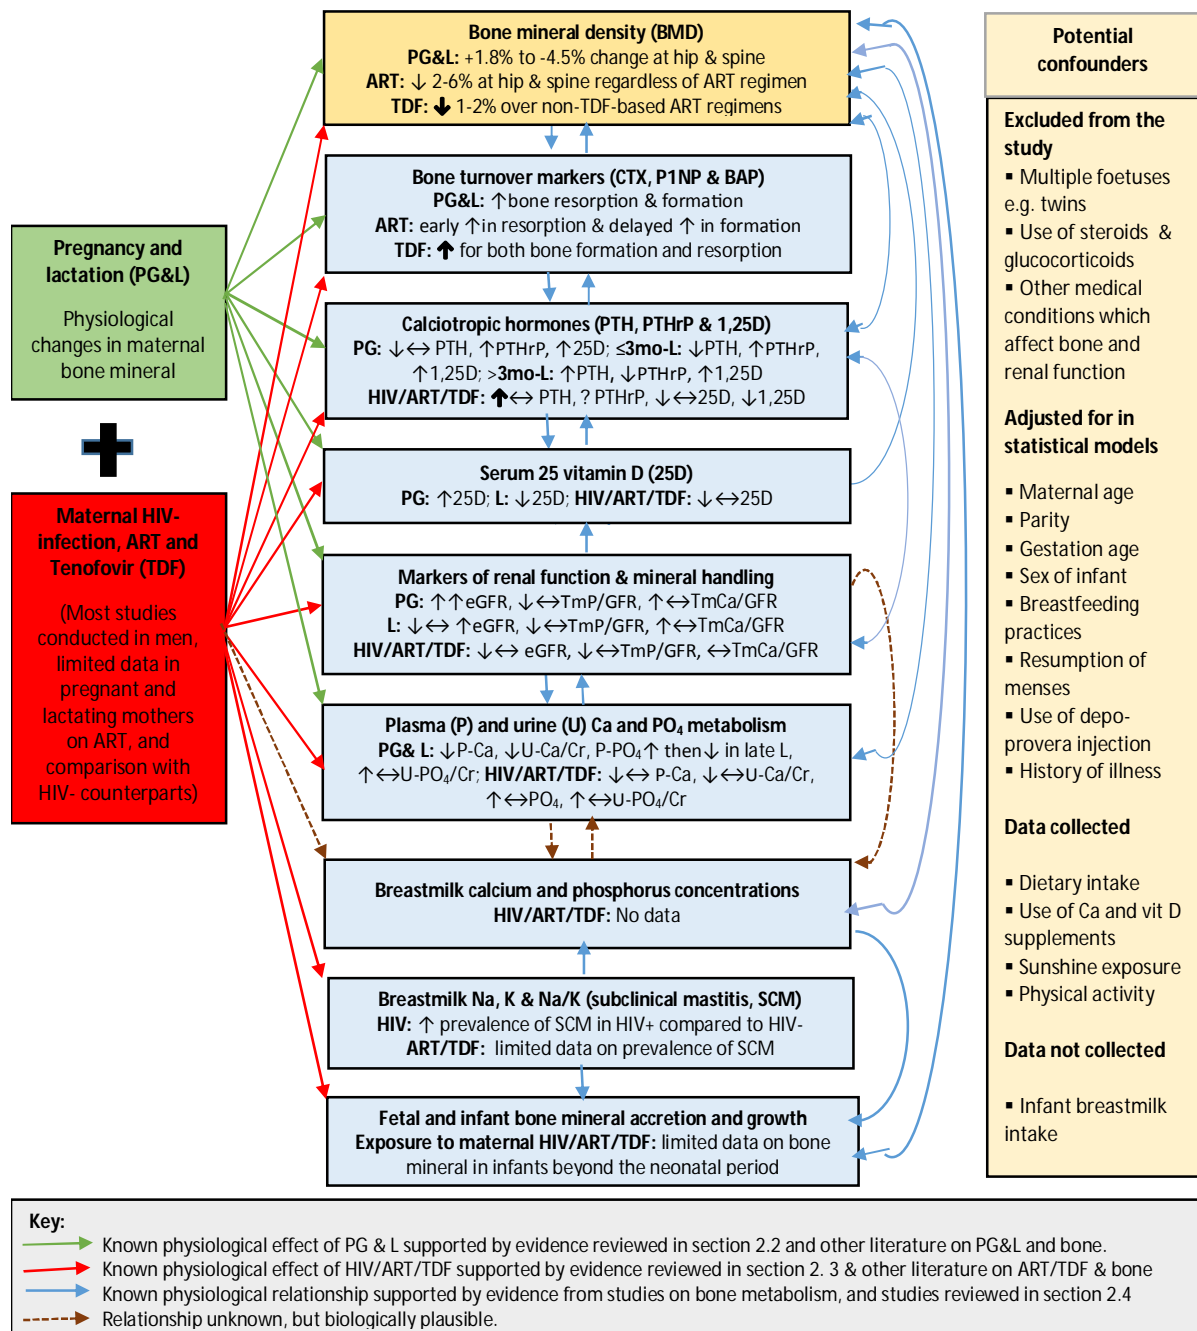 Bone mineral density (BMD)
PG&L: +1.8% to -4.5% change at hip & spine
ART: ↓ 2-6% at hip & spine regardless of ART regimen
TDF: 🡇 1-2% over non-TDF-based ART regimens
Bone turnover markers (CTX, P1NP & BAP)
PG&L: ↑bone resorption & formation
ART: early ↑in resorption & delayed ↑ in formation
TDF: 🡅 for both bone formation and resorption
Pregnancy and
lactation (PG&L)
Physiological
changes in maternal
bone mineral
Calciotropic hormones (PTH, PTHrP & 1,25D)
PG: ↓↔ PTH, ↑PTHrP, ↑25D; ≤3mo-L: ↓PTH, ↑PTHrP,
↑1,25D; >3mo-L: ↑PTH, ↓PTHrP, ↑1,25D
HIV/ART/TDF: 🡅↔ PTH, ? PTHrP, ↓↔25D, ↓1,25D
Serum 25 vitamin D (25D)
PG: ↑25D; L: ↓25D; HIV/ART/TDF: ↓↔25D
Maternal HIV-
infection, ART and
Tenofovir (TDF)
(Most studies
conducted in men,
limited data in
pregnant and
lactating mothers
on ART, and
comparison with
HIV- counterparts)
Markers of renal function & mineral handling
PG: ↑↑eGFR, ↓↔TmP/GFR, ↑↔TmCa/GFR
L: ↓↔ ↑eGFR, ↓↔TmP/GFR, ↑↔TmCa/GFR
HIV/ART/TDF: ↓↔ eGFR, ↓↔TmP/GFR, ↔TmCa/GFR
Plasma (P) and urine (U) Ca and PO₄ metabolism
PG& L: ↓P-Ca, ↓U-Ca/Cr, P-PO₄↑ then↓ in late L,
↑↔U-PO₄/Cr; HIV/ART/TDF: ↓↔ P-Ca, ↓↔U-Ca/Cr,
↑↔PO₄, ↑↔U-PO₄/Cr
Breastmilk calcium and phosphorus concentrations
HIV/ART/TDF: No data
Breastmilk Na, K & Na/K (subclinical mastitis, SCM)
HIV: ↑ prevalence of SCM in HIV+ compared to HIV-
ART/TDF: limited data on prevalence of SCM
Fetal and infant bone mineral accretion and growth
Exposure to maternal HIV/ART/TDF: limited data on bone
mineral in infants beyond the neonatal period
Potential
confounders
Excluded from the
study
▪ Multiple foetuses
e.g. twins
▪ Use of steroids &
glucocorticoids
▪ Other medical
conditions which
affect bone and
renal function
Adjusted for in
statistical models
▪ Maternal age
▪ Parity
▪ Gestation age
▪ Sex of infant
▪ Breastfeeding
practices
▪ Resumption of
menses
▪ Use of depo-
provera injection
▪ History of illness
Data collected
▪ Dietary intake
▪ Use of Ca and vit D
supplements
▪ Sunshine exposure
▪ Physical activity
Data not collected
▪ Infant breastmilk
intake
Key:
Known physiological effect of PG & L supported by evidence reviewed in section 2.2 and other literature on PG&L and bone.
Known physiological effect of HIV/ART/TDF supported by evidence reviewed in section 2. 3 & other literature on ART/TDF & bone
Known physiological relationship supported by evidence from studies on bone metabolism, and studies reviewed in section 2.4
Relationship unknown, but biologically plausible.